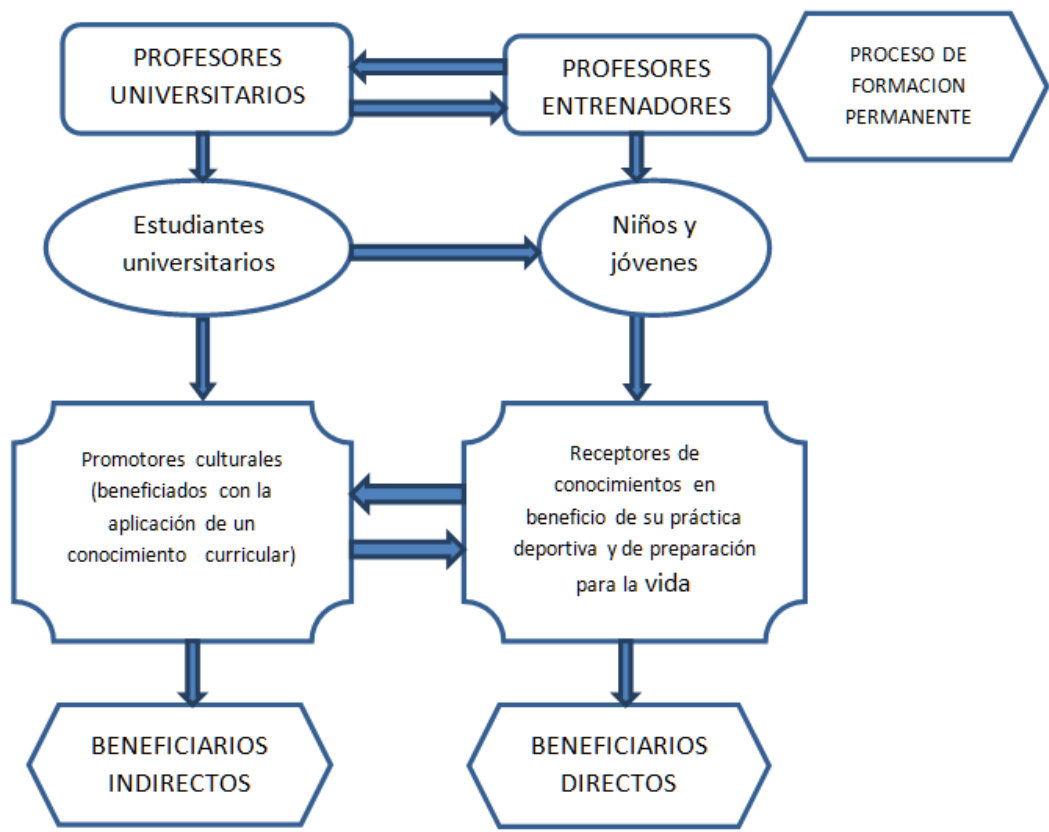 PROFESORES
UNIVERSITARIOS
PROFESORES
ENTRENADORES
PROCESO DE
FORMACION
PERMANENTE
Estudiantes
universitarios
Niños y
jóvenes
Promotores culturales
(beneficiados con la
aplicación de un
conocimiento curricular)
Receptores de
conocimientos en
beneficio de su práctica
deportiva y de preparación
para la vida
BENEFICIARIOS
INDIRECTOS
BENEFICIARIOS
DIRECTOS